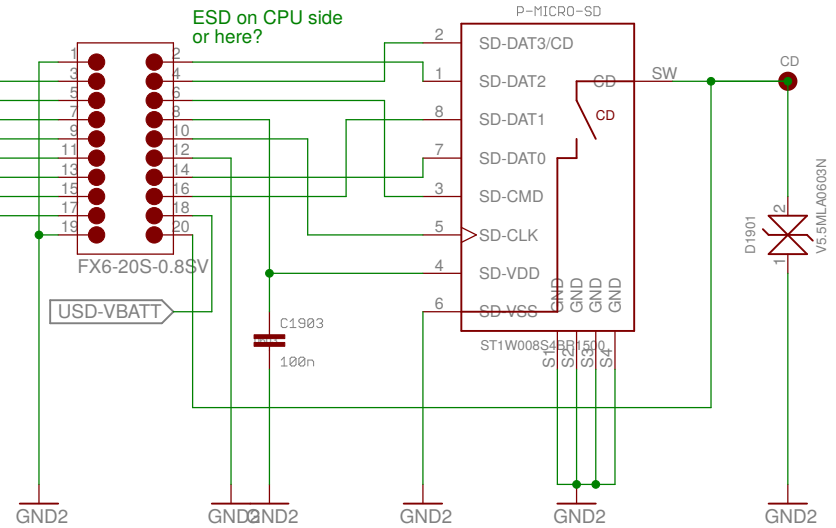 ESD on CPU side
or here?
P-MICRO-SD
1
3
5
7
9
11
13
15
17
19
2
4
6
8
10
12
14
16
18
20
FX6-20S-0.8SV
USD-VBATT
C1903
100n
2
1
8
7
3
5
4
6
SD-DAT3/CD
SD-DAT2
SD-DAT1
SD-DAT0
SD-CMD
SD-CLK
SD-VDD
SD-VSS
CD
SW
CD
GND
GND
GND
GND
ST1W008S4BR1500
S1
S2
S3
S4
CD
2
1
D1901
V5.5MLA0603N
GND2
GND2
GND2
GND2
GND2
GND2